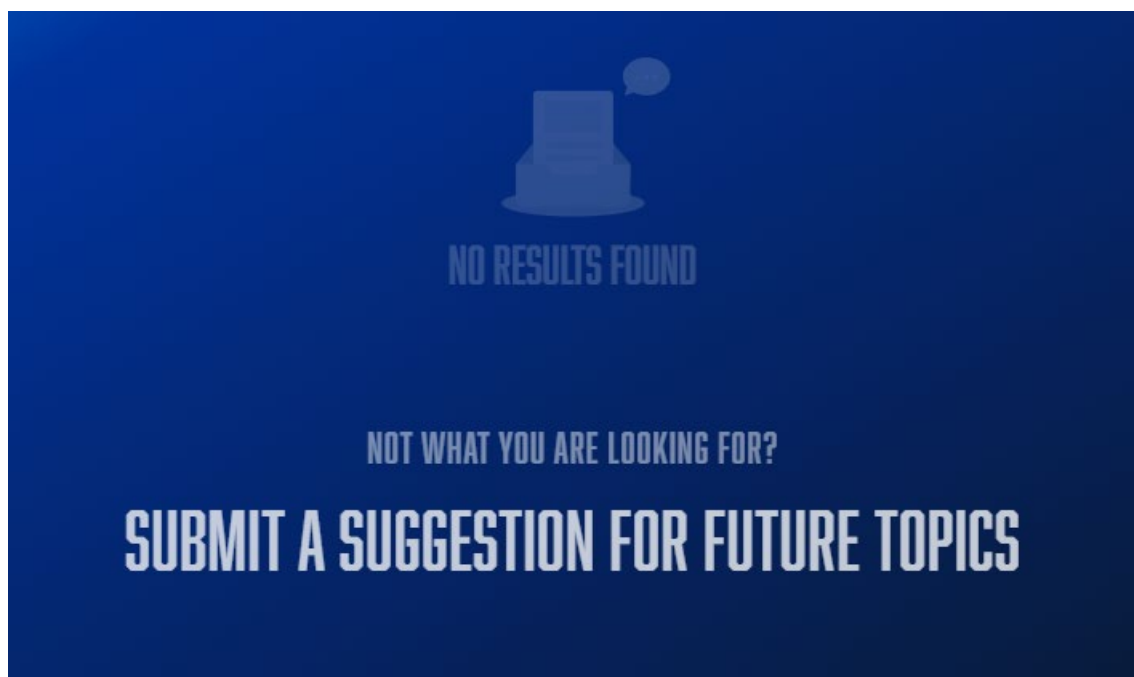 NO RESULTS FOUND
NOT WHAT YOU ARE LOOKING FOR?
SUBMIT A SUGGESTION FOR FUTURE TOPICS